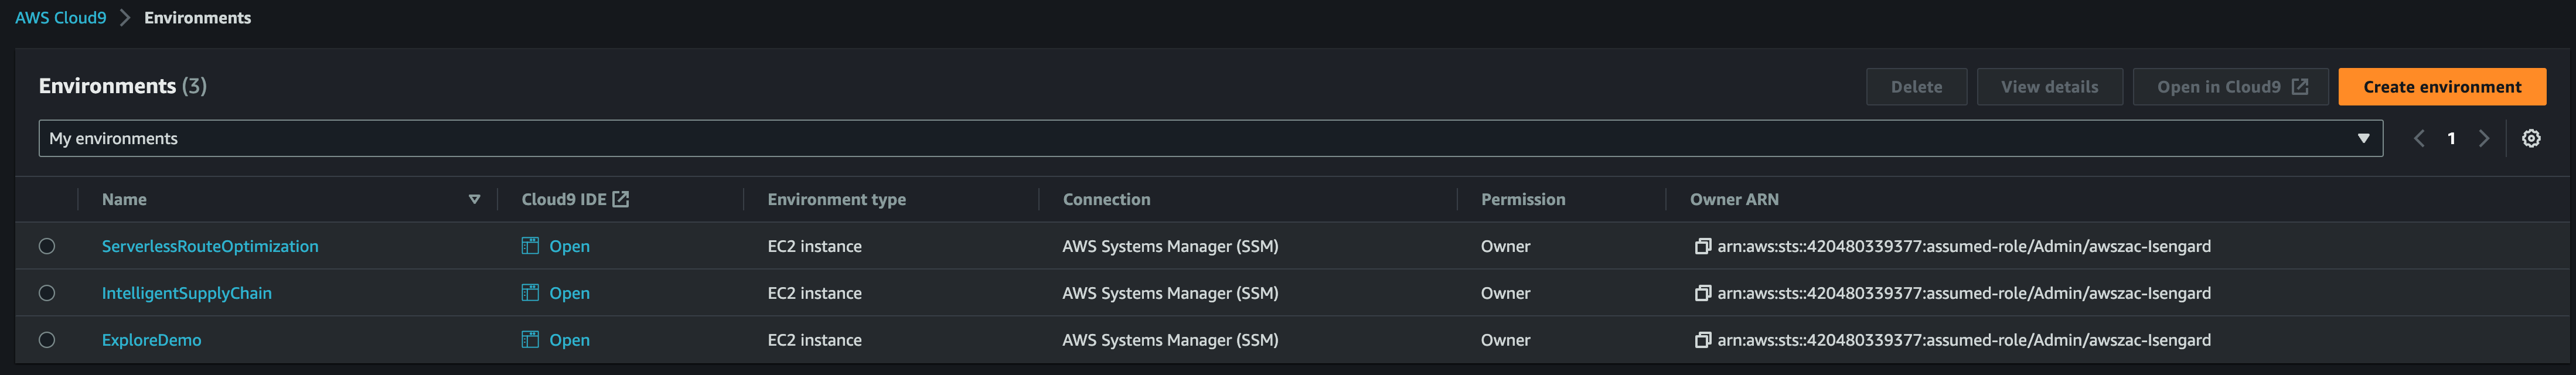 AWS Cloud9 > Environments
Environments (3)
Delete View details Open in Cloud9 Create environment
My environments 1
Name Cloud9 IDE Environment type Connection Permission Owner ARN
ServerlessRouteOptimization Open EC2 instance AWS Systems Manager (SSM) Owner arn:aws:sts::420480339377:assumed-role/Admin/awszac-Isengard
IntelligentSupplyChain Open EC2 instance AWS Systems Manager (SSM) Owner arn:aws:sts::420480339377:assumed-role/Admin/awszac-Isengard
ExploreDemo Open EC2 instance AWS Systems Manager (SSM) Owner arn:aws:sts::420480339377:assumed-role/Admin/awszac-Isengard